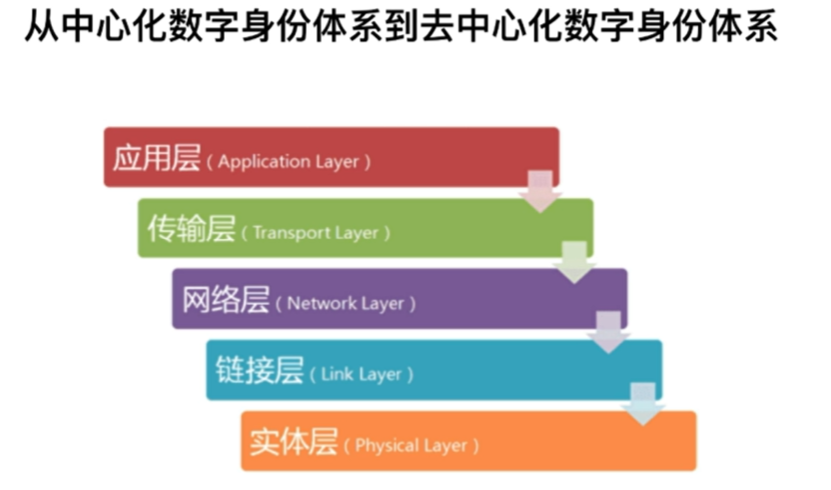 从中心化数字身份体系到去中心化数字身份体系
应用层(Application Layer)
传输层(Transport Layer)
网络层(Network Layer)
链接层(Link Layer)
实体层(Physical Layer)